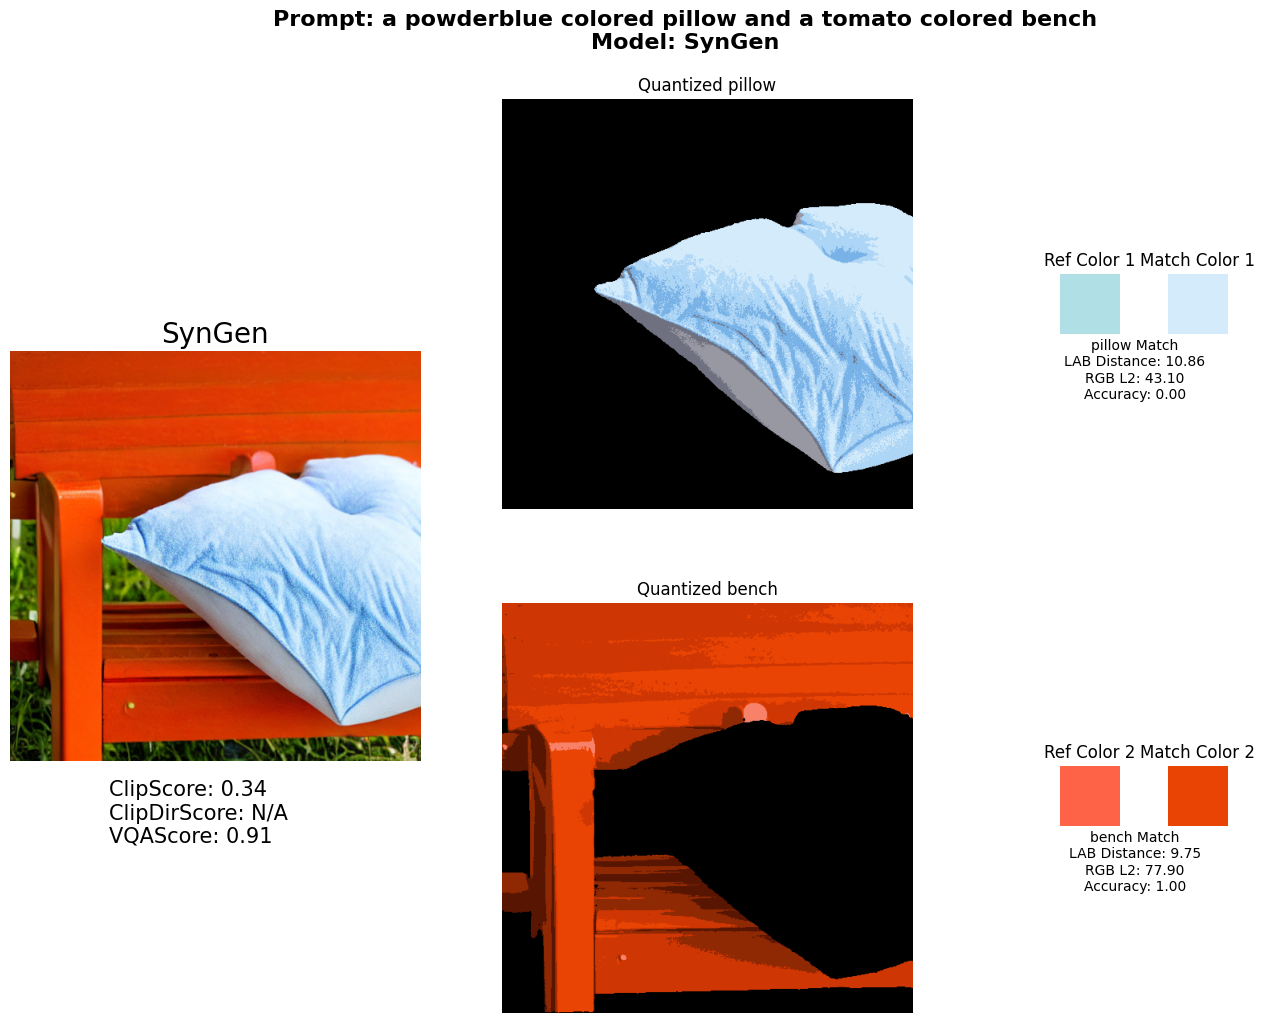 Prompt: a powderblue colored pillow and a tomato colored bench
Model: SynGen
Quantized pillow
SynGen
Ref Color 1 Match Color 1
pillow Match
LAB Distance: 10.86
RGB L2: 43.10
Accuracy: 0.00
ClipScore: 0.34
ClipDirScore: N/A
VQAScore: 0.91
Quantized bench
Ref Color 2 Match Color 2
bench Match
LAB Distance: 9.75
RGB L2: 77.90
Accuracy: 1.00